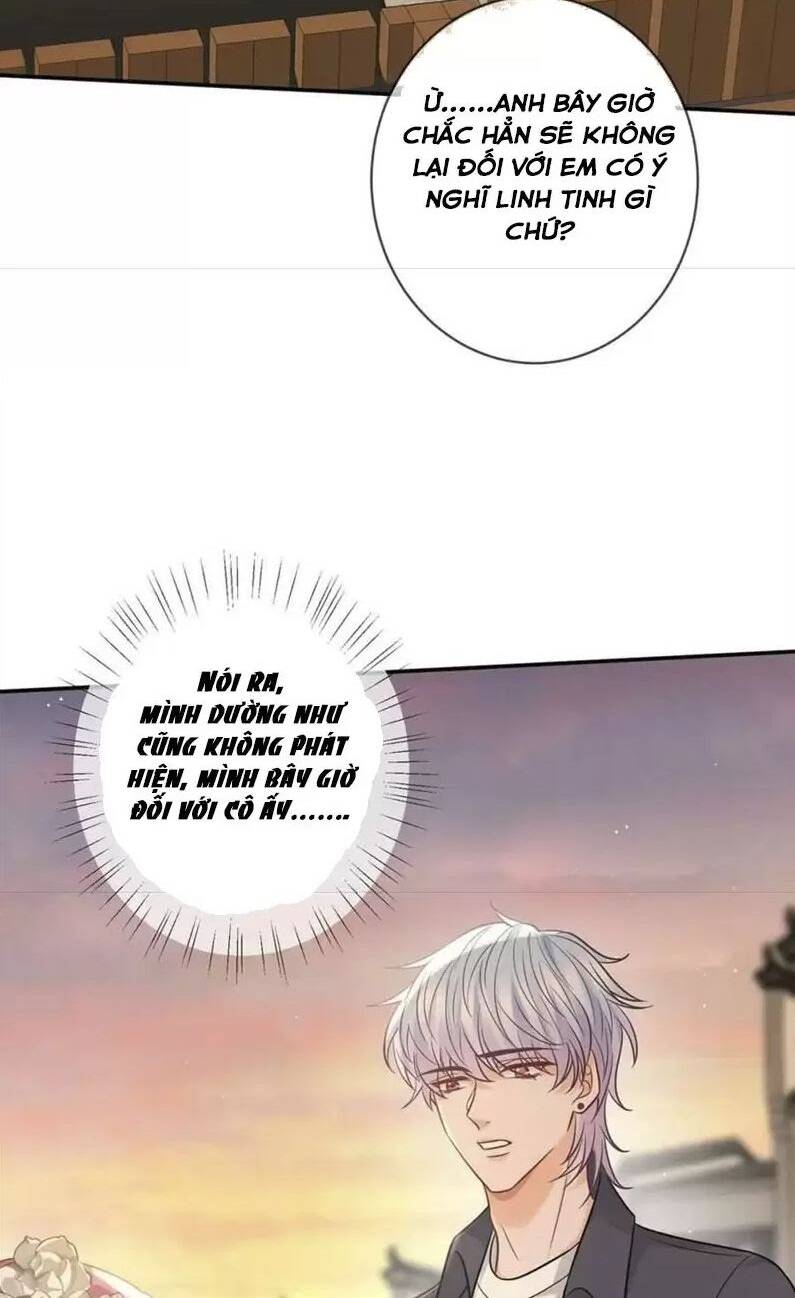 Ừ......ANH BÂY GIỜ
CHẮC HẲN SẼ KHÔNG
LẠI ĐỐI VỚI EM CÓ Ý
NGHĨ LINH TINH GÌ
CHỨ?
NÓI RA,
MÌNH DƯỜNG NHƯ
CŨNG KHÔNG PHÁT
HIỆN, MÌNH BÂY GIỜ
ĐỐI VỚI CÔ ẤY.......